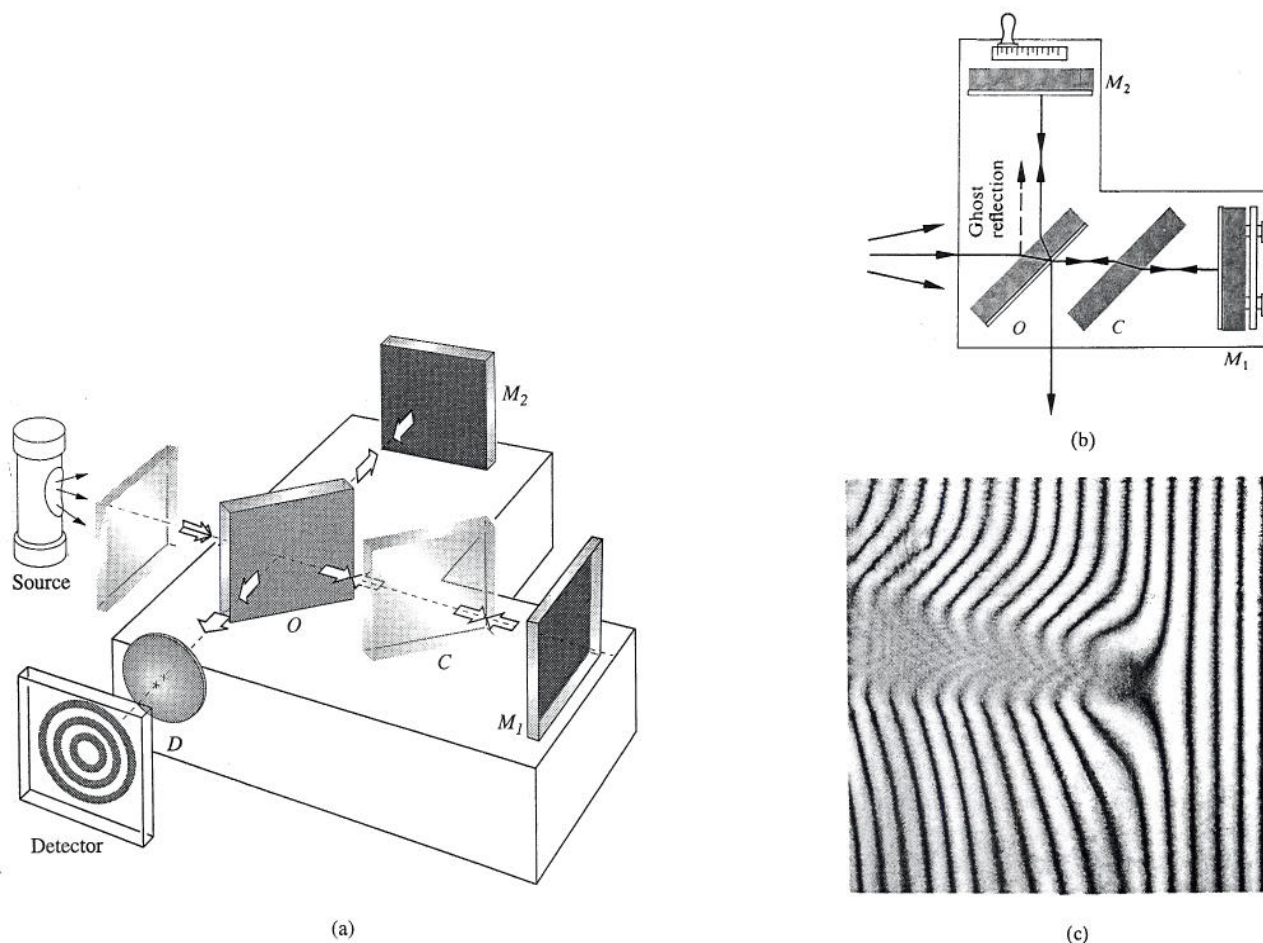 Source
M₂
O
C
M₁
D
Detector
(a)
M₂
Ghost
reflection
O
C
M₁
(b)
(c)